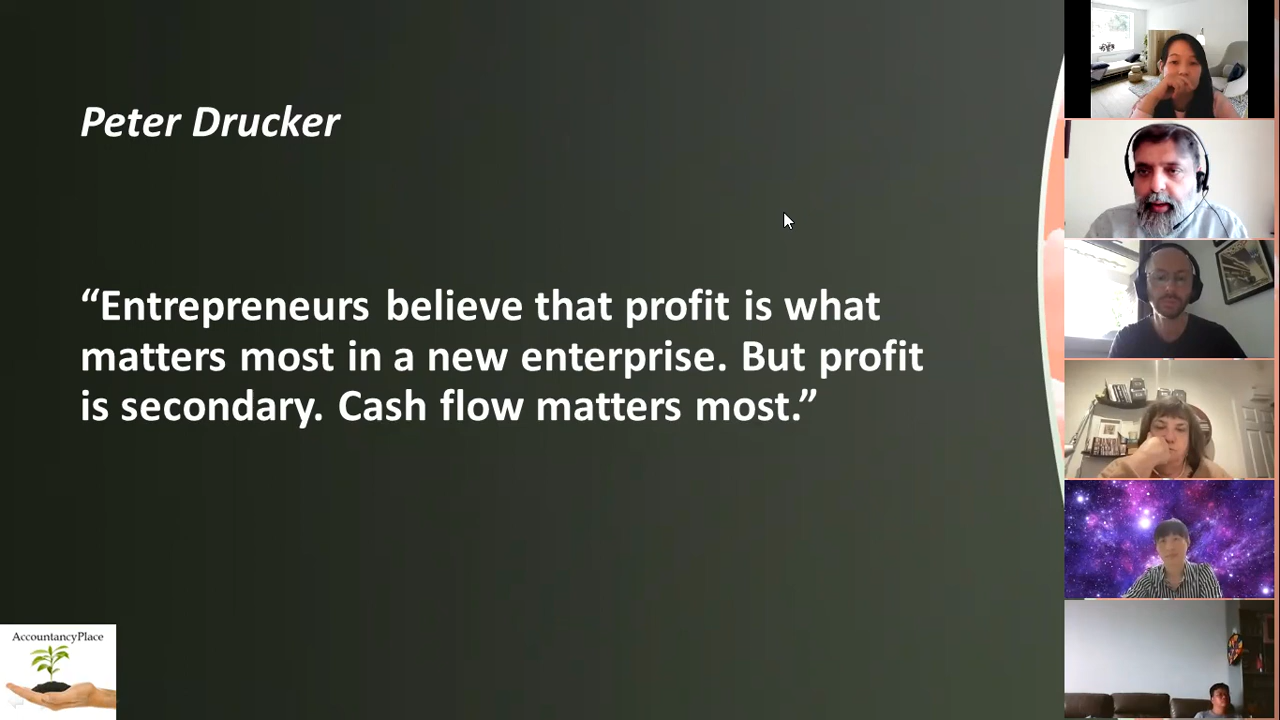 Peter Drucker
“Entrepreneurs believe that profit is what
matters most in a new enterprise. But profit
is secondary. Cash flow matters most.”
AccountancyPlace